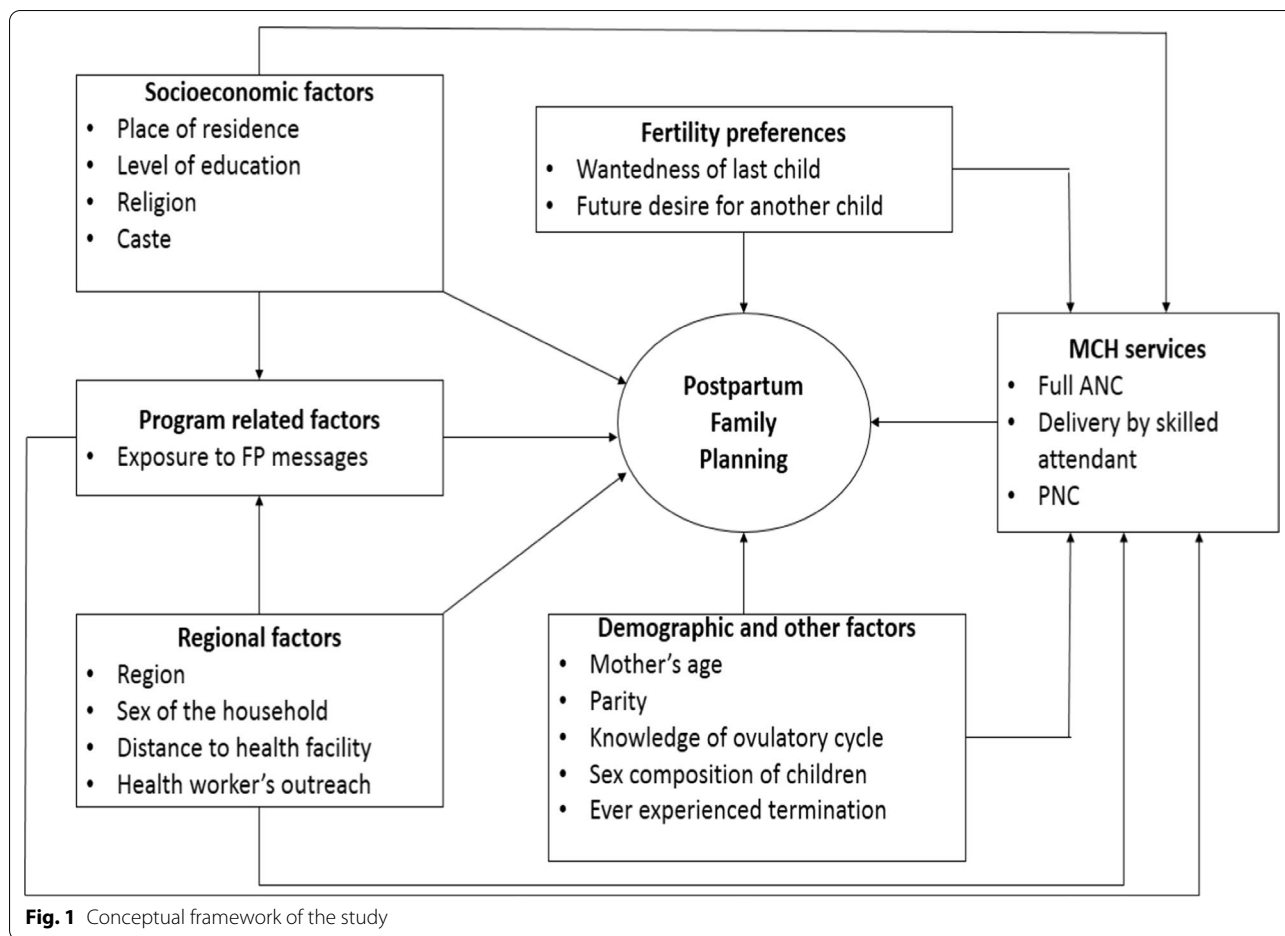 Socioeconomic factors
• Place of residence
• Level of education
• Religion
• Caste
Fertility preferences
• Wantedness of last child
• Future desire for another child
Program related factors
• Exposure to FP messages
Postpartum
Family
Planning
MCH services
• Full ANC
• Delivery by skilled
attendant
• PNC
Regional factors
• Region
• Sex of the household
• Distance to health facility
• Health worker's outreach
Demographic and other factors
• Mother's age
• Parity
• Knowledge of ovulatory cycle
• Sex composition of children
• Ever experienced termination
Fig. 1 Conceptual framework of the study